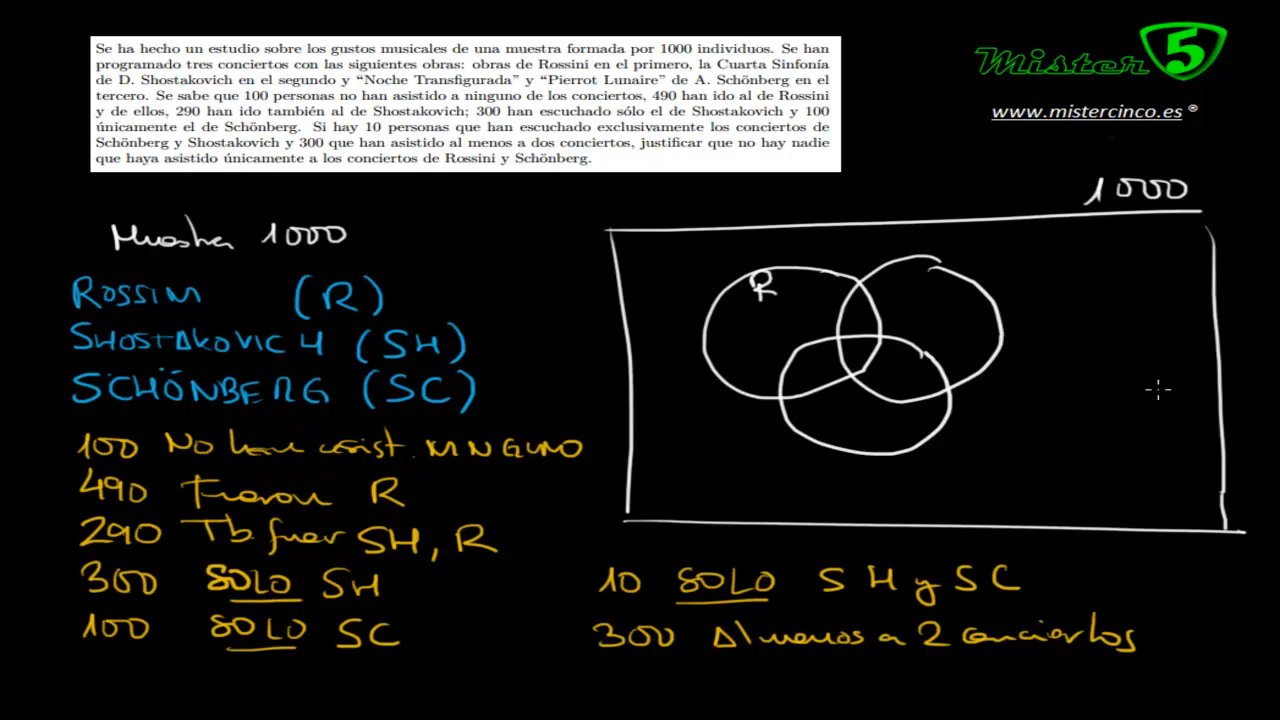 Se ha hecho un estudio sobre los gustos musicales de una muestra formada por 1000 individuos. Se han
programado tres conciertos con las siguientes obras: obras de Rossini en el primero, la Cuarta Sinfonía
de D. Shostakovich en el segundo y “Noche Transfigurada” y “Pierrot Lunaire” de A. Schönberg en el
tercero. Se sabe que 100 personas no han asistido a ninguno de los conciertos, 490 han ido al de Rossini
y de ellos, 290 han ido también al de Shostakovich; 300 han escuchado sólo el de Shostakovich y 100
únicamente el de Schönberg. Si hay 10 personas que han escuchado exclusivamente los conciertos de
Schönberg y Shostakovich y 300 que han asistido al menos a dos conciertos, justificar que no hay nadie
que haya asistido únicamente a los conciertos de Rossini y Schönberg.
Mister 5
www.mistercinco.es®
1000
Muestra 1000
R
ROSSINI (R)
SHOSTAKOVICH (SH)
SCHÖNBERG (SC)
100 No han asist. NINGUNO
490 Fueron R
290 Tb fuer SH, R
300 SOLO SH
100 SOLO SC
10 SOLO SH y SC
300 Al menos a 2 conciertos